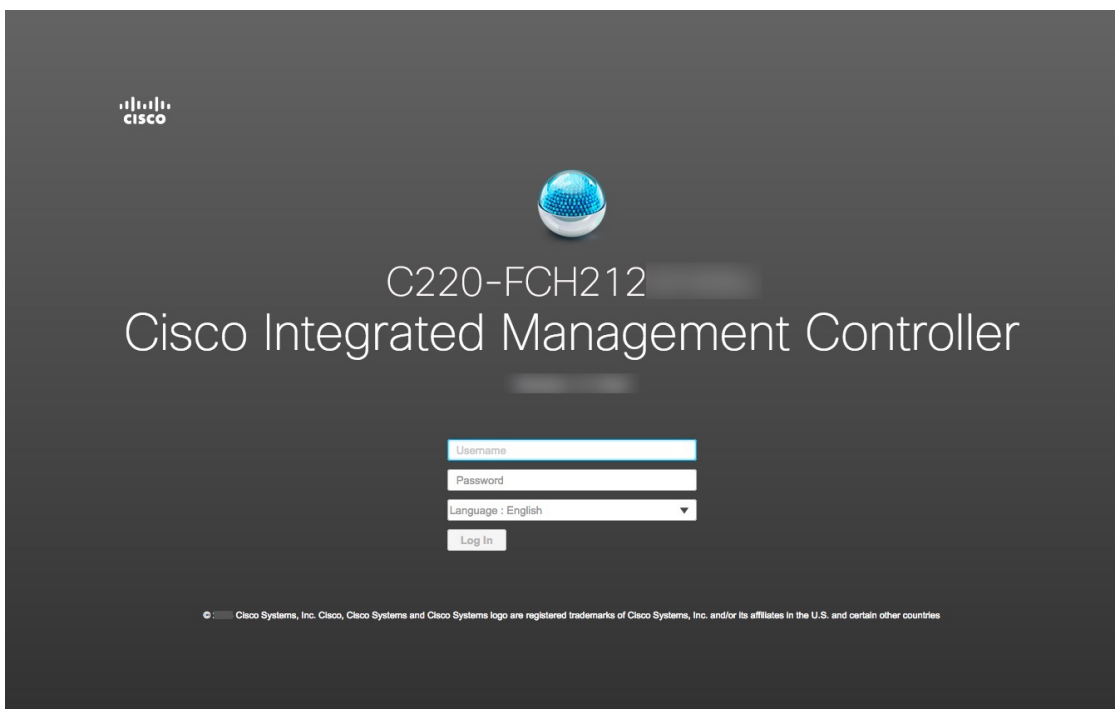 CISCO
C220-FCH212
Cisco Integrated Management Controller
Username
Password
Language : English
Log In
© Cisco Systems, Inc. Cisco, Cisco Systems and Cisco Systems logo are registered trademarks of Cisco Systems, Inc. and/or its affiliates in the U.S. and certain other countries